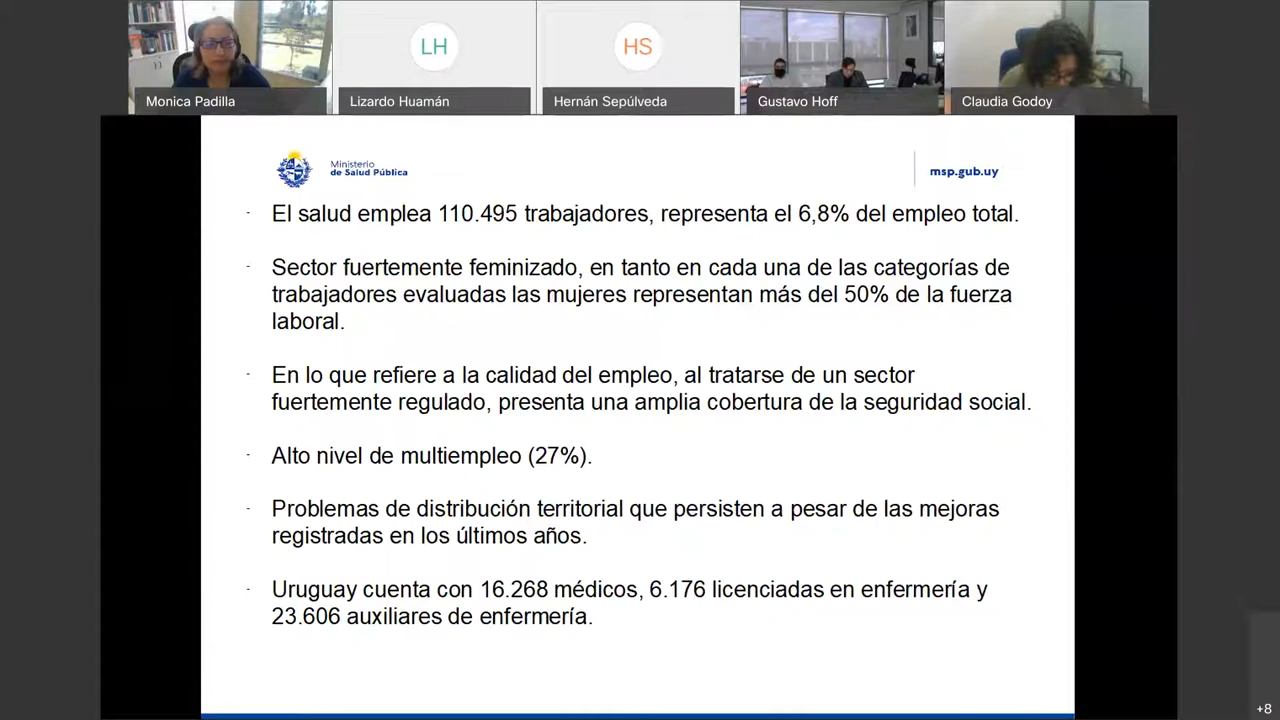 LH
HS
Monica Padilla
Lizardo Huamán
Hernán Sepúlveda
Gustavo Hoff
Claudia Godoy
Ministerio
de Salud Pública
msp.gub.uy
- El salud emplea 110.495 trabajadores, representa el 6,8% del empleo total.
- Sector fuertemente feminizado, en tanto en cada una de las categorías de
trabajadores evaluadas las mujeres representan más del 50% de la fuerza
laboral.
- En lo que refiere a la calidad del empleo, al tratarse de un sector
fuertemente regulado, presenta una amplia cobertura de la seguridad social.
- Alto nivel de multiempleo (27%).
- Problemas de distribución territorial que persisten a pesar de las mejoras
registradas en los últimos años.
- Uruguay cuenta con 16.268 médicos, 6.176 licenciadas en enfermería y
23.606 auxiliares de enfermería.
+8